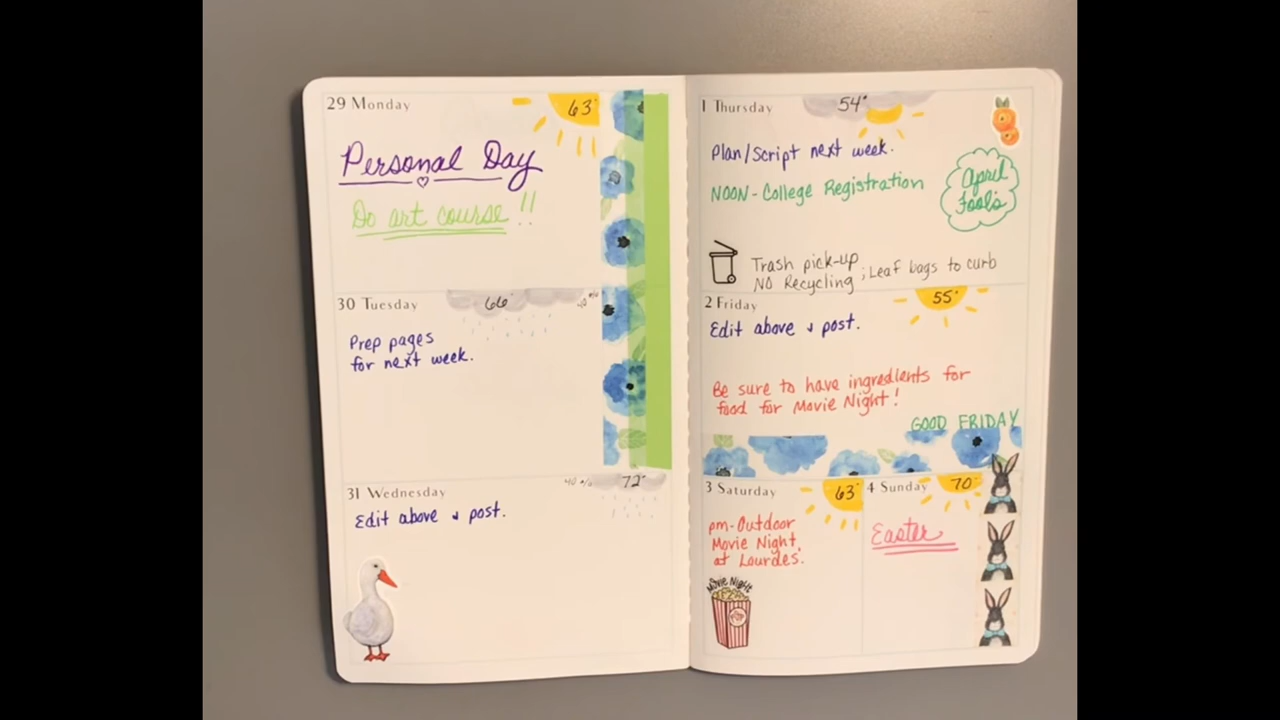 29 Monday
63°
Personal Day
Do art course!!
30 Tuesday
66°
40%
Prep pages
for next week.
31 Wednesday
40%
72°
Edit above & post.
1 Thursday
54°
Plan/Script next week.
NOON - College Registration
April
Fool's
Trash pick-up
NO Recycling
; Leaf bags to curb
2 Friday
55°
Edit above & post.
Be sure to have ingredients for
food for Movie Night!
GOOD FRIDAY
3 Saturday
63°
pm-Outdoor
Movie Night
at Lourdes.
Movie Night
4 Sunday
70°
Easter